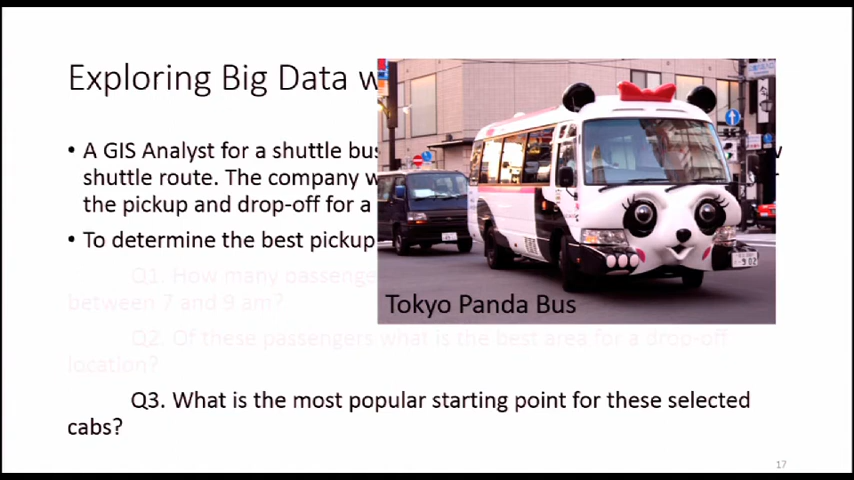 Exploring Big Data w
• A GIS Analyst for a shuttle bus
shuttle route. The company w
the pickup and drop-off for a
• To determine the best pickup
Q1. How many passenge
between 7 and 9 am?
Q2. Of these passengers what is the best area for a drop-off
location?
Tokyo Panda Bus
Q3. What is the most popular starting point for these selected
cabs?
17